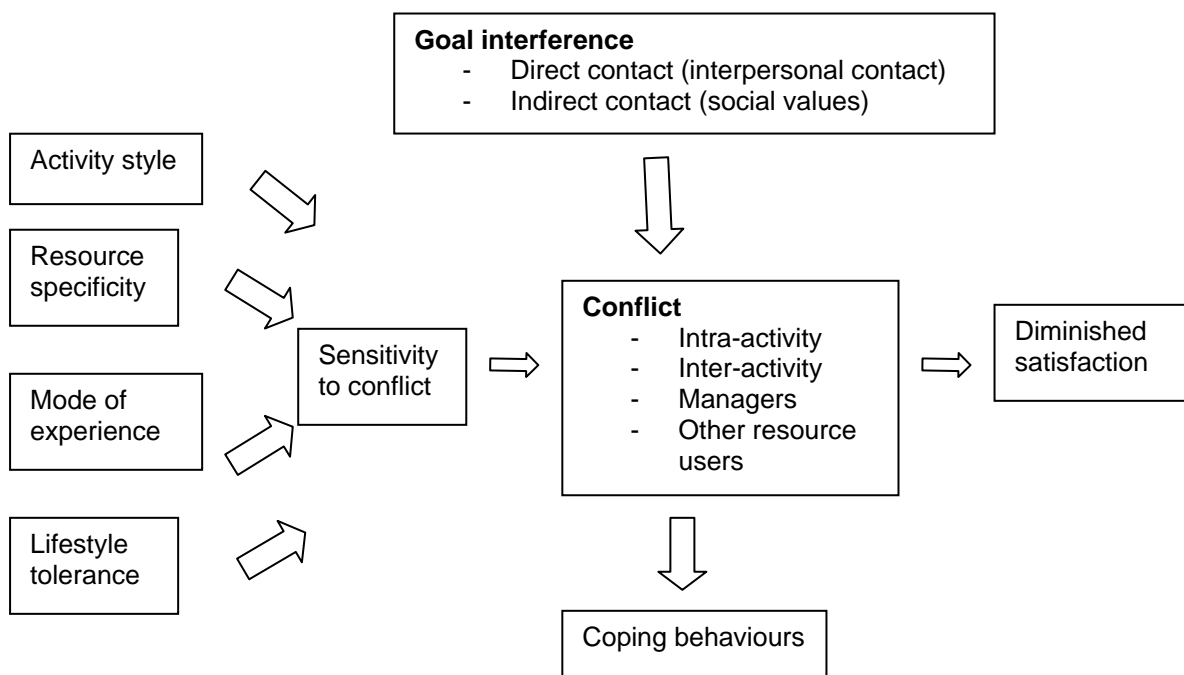 Goal interference
- Direct contact (interpersonal contact)
- Indirect contact (social values)
Activity style
Resource
specificity
Mode of
experience
Lifestyle
tolerance
Sensitivity
to conflict
Conflict
- Intra-activity
- Inter-activity
- Managers
- Other resource
users
Diminished
satisfaction
Coping behaviours